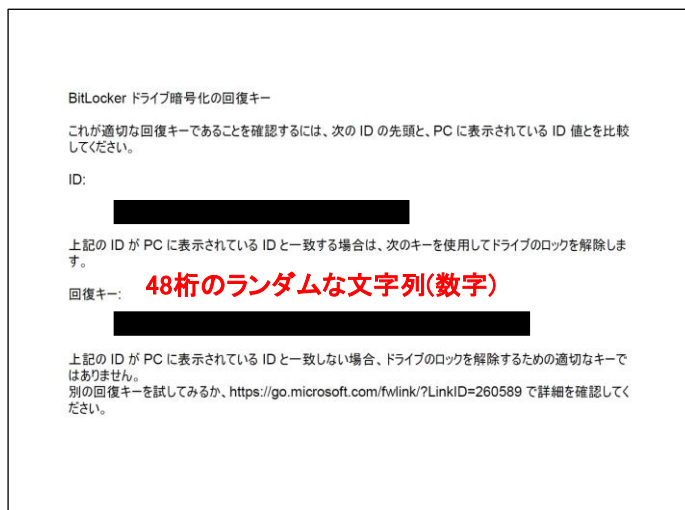 BitLocker ドライブ暗号化の回復キー
これが適切な回復キーであることを確認するには、次の ID の先頭と、PC に表示されている ID 値とを比較
してください。
ID:
上記の ID が PC に表示されている ID と一致する場合は、次のキーを使用してドライブのロックを解除しま
す。
48桁のランダムな文字列(数字)
回復キー:
上記の ID が PC に表示されている ID と一致しない場合、ドライブのロックを解除するための適切なキーで
はありません。
別の回復キーを試してみるか、https://go.microsoft.com/fwlink/?LinkID=260589 で詳細を確認してく
ださい。